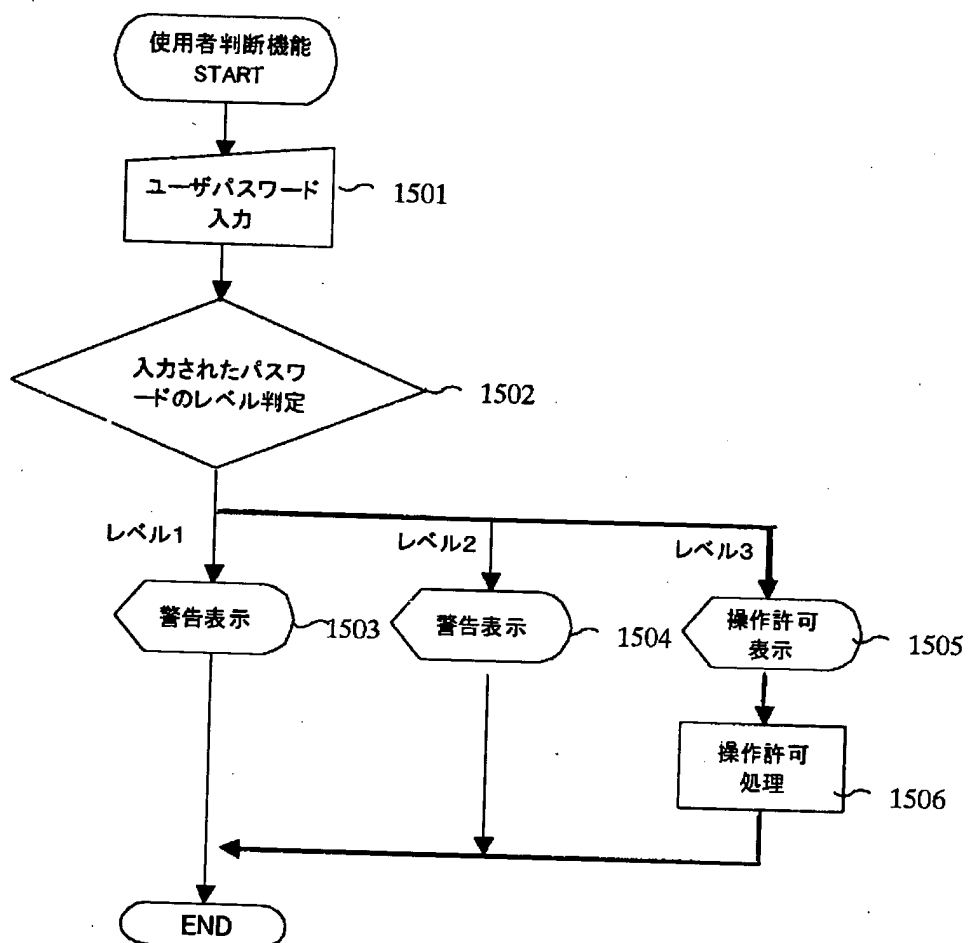 使用者判断機能
START
ユーザパスワード
入力
1501
入力されたパスワ
ードのレベル判定
1502
レベル1
レベル2
レベル3
警告表示
1503
警告表示
1504
操作許可
表示
1505
操作許可
処理
1506
END